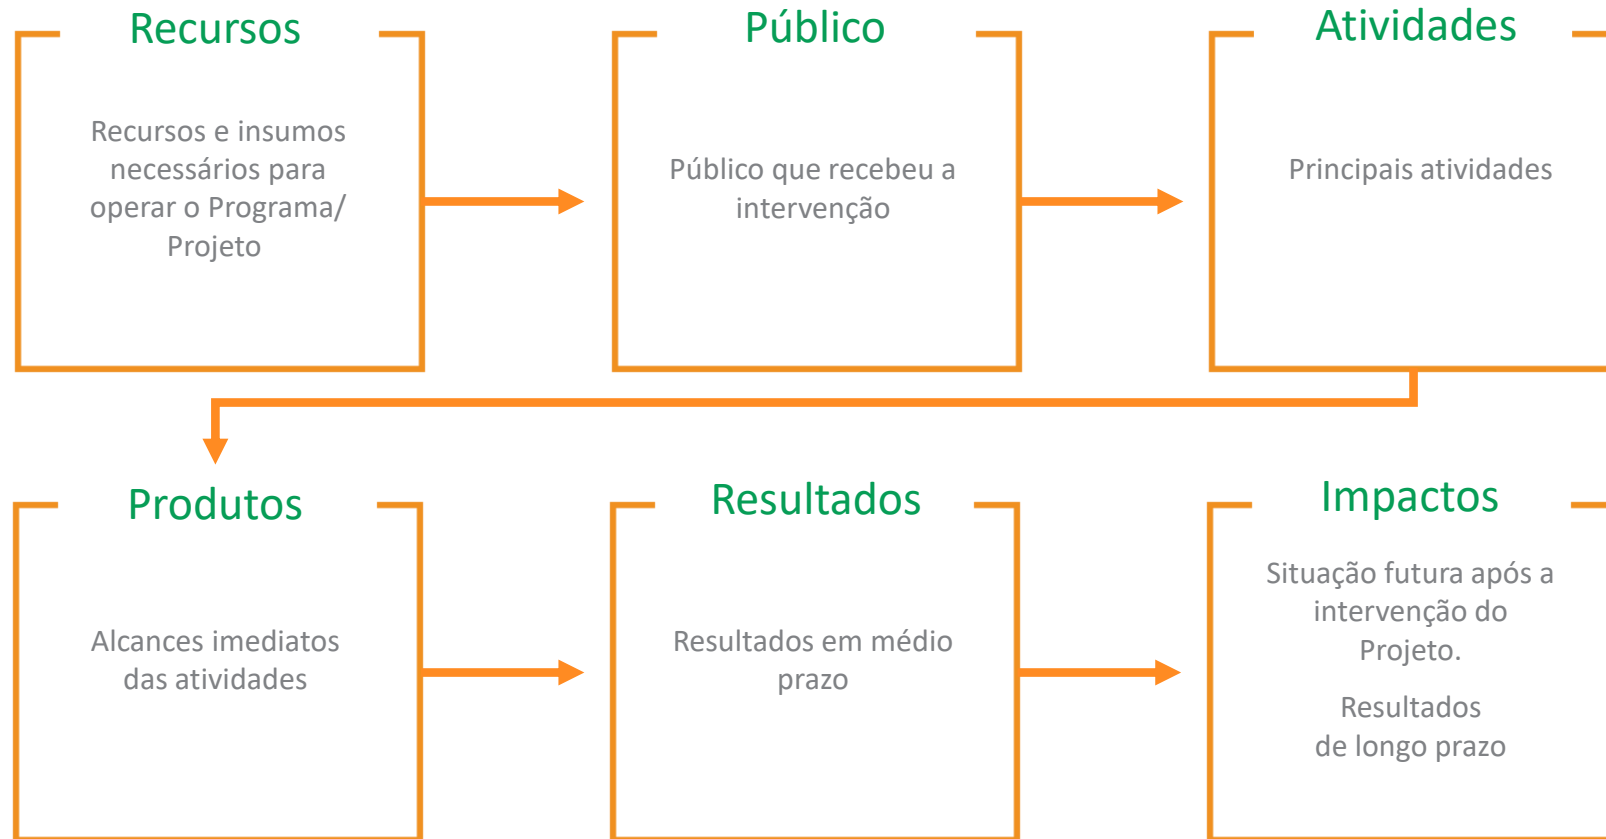 Recursos
Recursos e insumos
necessários para
operar o Programa/
Projeto
Público
Público que recebeu a
intervenção
Atividades
Principais atividades
Produtos
Alcances imediatos
das atividades
Resultados
Resultados em médio
prazo
Impactos
Situação futura após a
intervenção do
Projeto.
Resultados
de longo prazo